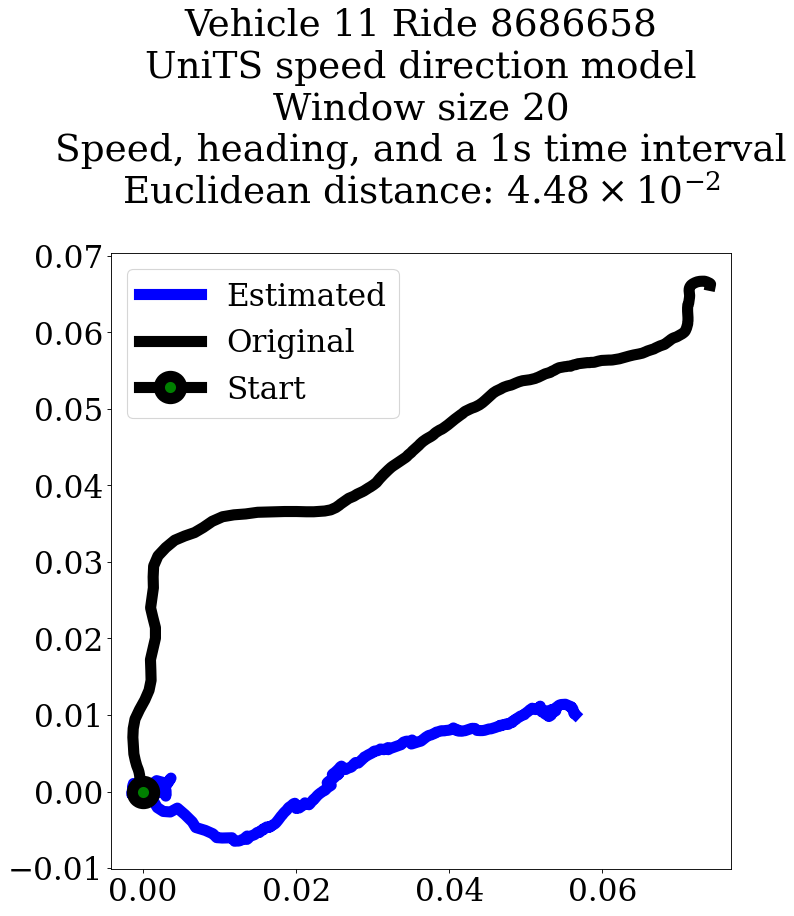 Vehicle 11 Ride 8686658
UniTS speed direction model
Window size 20
Speed, heading, and a 1s time interval
Euclidean distance: 4.48 × 10⁻²
0.07
Estimated
0.06
Original
Start
0.05
0.04
0.03
0.02
0.01
0.00
−0.01
0.00 0.02 0.04 0.06